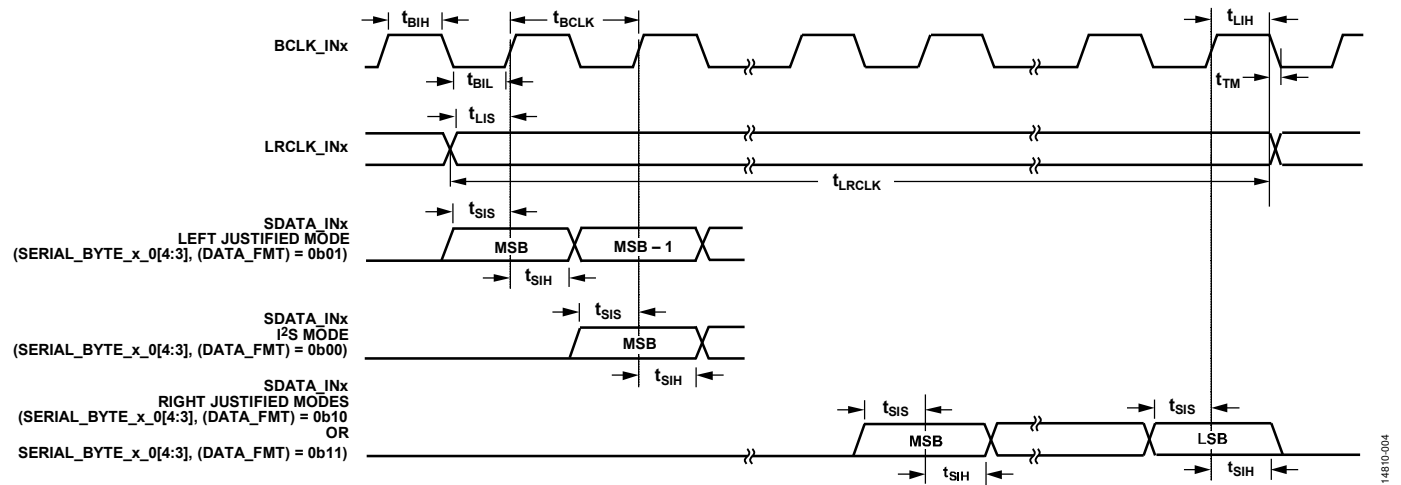 tBIH
tBCLK
tLIH
BCLK_INx
tBIL
tTM
tLIS
LRCLK_INx
tLRCLK
tSIS
SDATA_INx
LEFT JUSTIFIED MODE
(SERIAL_BYTE_x_0[4:3], (DATA_FMT) = 0b01)
MSB
MSB – 1
tSIH
tSIS
SDATA_INx
I2S MODE
(SERIAL_BYTE_x_0[4:3], (DATA_FMT) = 0b00)
MSB
tSIH
SDATA_INx
RIGHT JUSTIFIED MODES
(SERIAL_BYTE_x_0[4:3], (DATA_FMT) = 0b10
OR
SERIAL_BYTE_x_0[4:3], (DATA_FMT) = 0b11)
tSIS
tSIS
MSB
LSB
tSIH
tSIH
14810-004